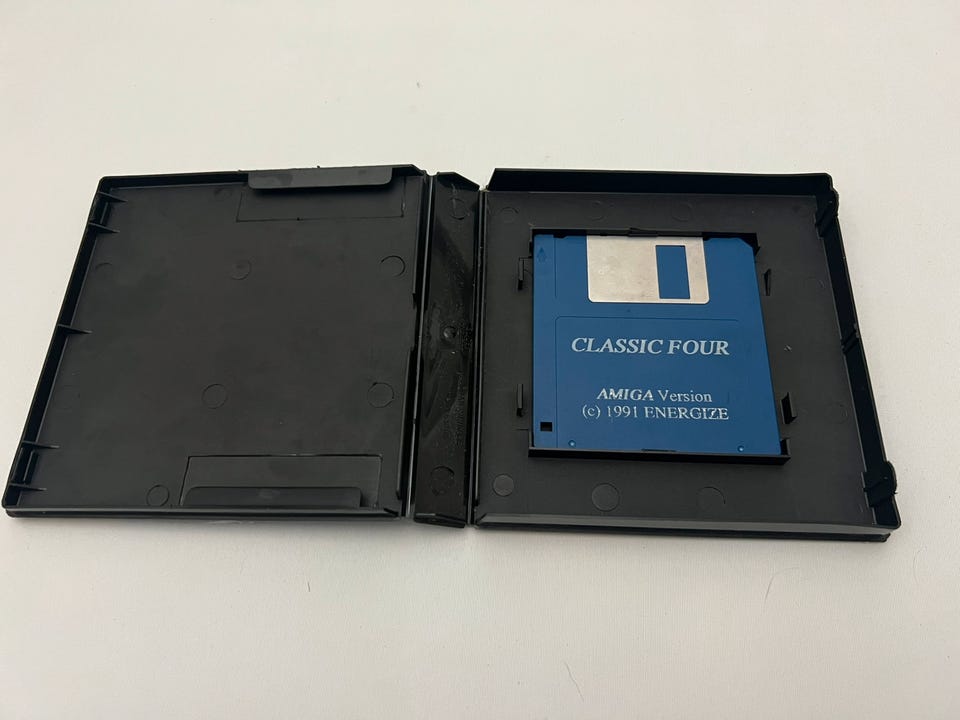 CLASSIC FOUR
AMIGA Version
(c) 1991 ENERGIZE